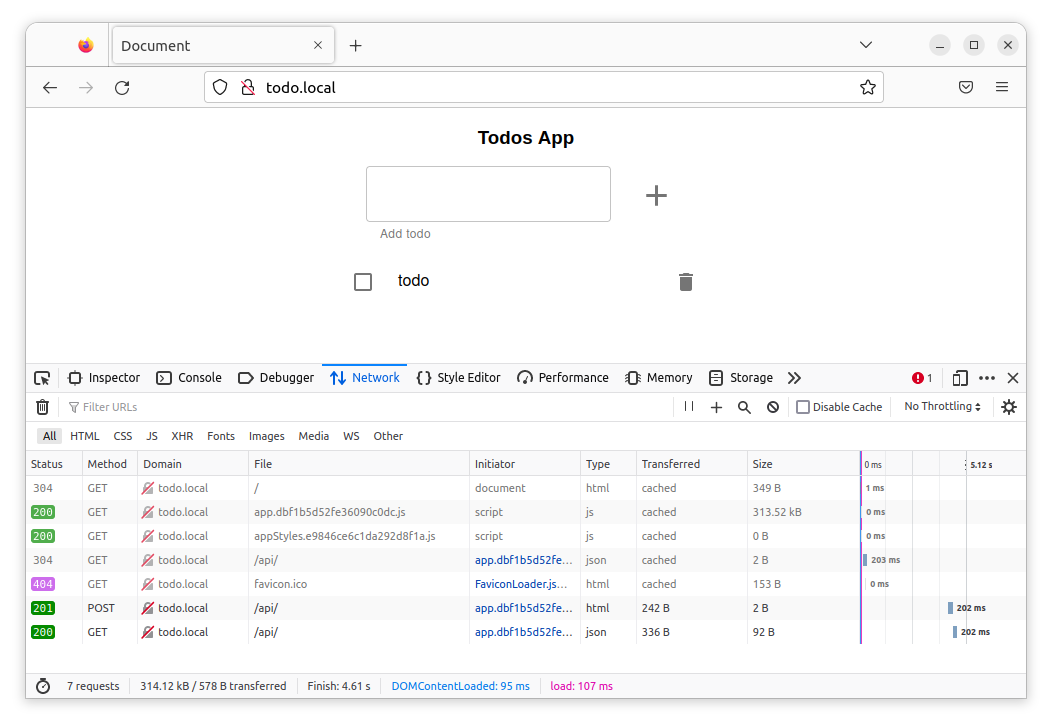 Document
todo.local
Todos App
Add todo
todo
Inspector Console Debugger Network Style Editor Performance Memory Storage 1
Filter URLs Disable Cache No Throttling
All HTML CSS JS XHR Fonts Images Media WS Other
Status Method Domain File Initiator Type Transferred Size 0 ms 5.12 s
304 GET todo.local / document html cached 349 B 1 ms
200 GET todo.local app.dbf1b5d52fe36090c0dc.js script js cached 313.52 kB 0 ms
200 GET todo.local appStyles.e9846ce6c1da292d8f1a.js script js cached 0 B 0 ms
304 GET todo.local /api/ app.dbf1b5d52fe... json cached 2 B 203 ms
404 GET todo.local favicon.ico FaviconLoader.js... html cached 153 B 0 ms
201 POST todo.local /api/ app.dbf1b5d52fe... html 242 B 2 B 202 ms
200 GET todo.local /api/ app.dbf1b5d52fe... json 336 B 92 B 202 ms
7 requests 314.12 kB / 578 B transferred Finish: 4.61 s DOMContentLoaded: 95 ms load: 107 ms